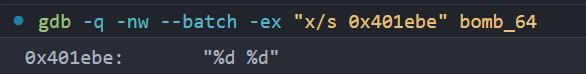 gdb -q -nw --batch -ex "x/s 0x401ebe" bomb_64
0x401ebe: "%d %d"